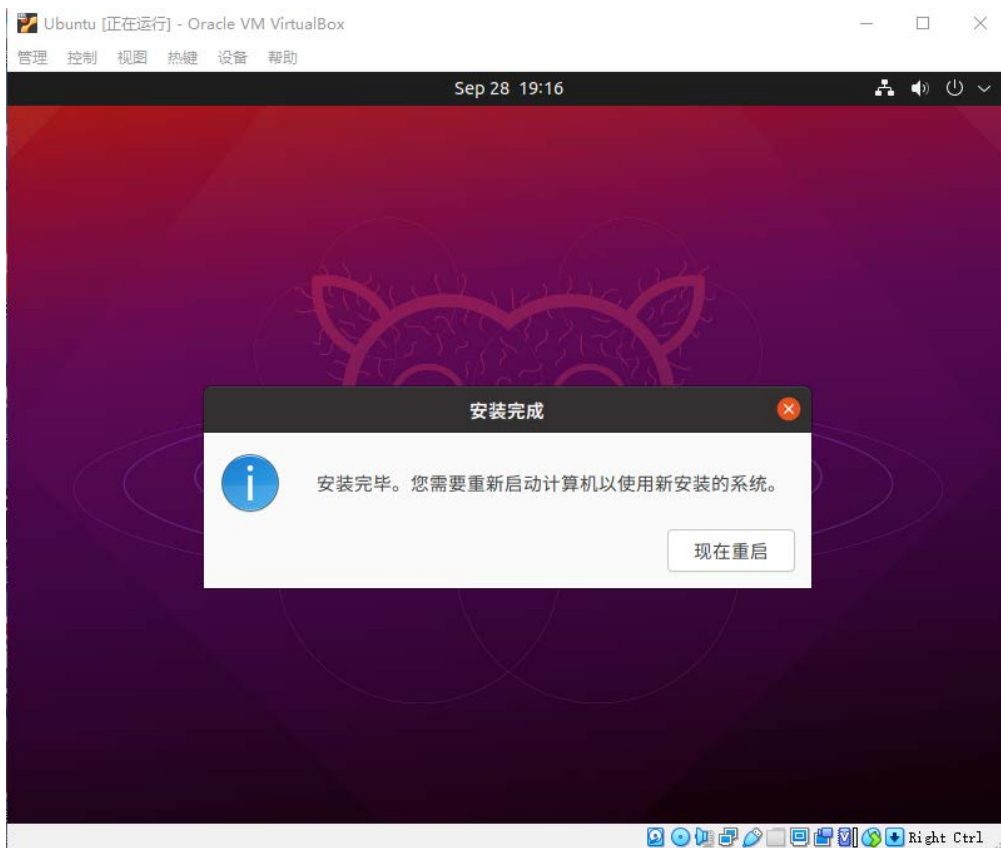 Ubuntu [正在运行] - Oracle VM VirtualBox
管理 控制 视图 热键 设备 帮助
Sep 28 19:16
安装完成
安装完毕。您需要重新启动计算机以使用新安装的系统。
现在重启
Right Ctrl